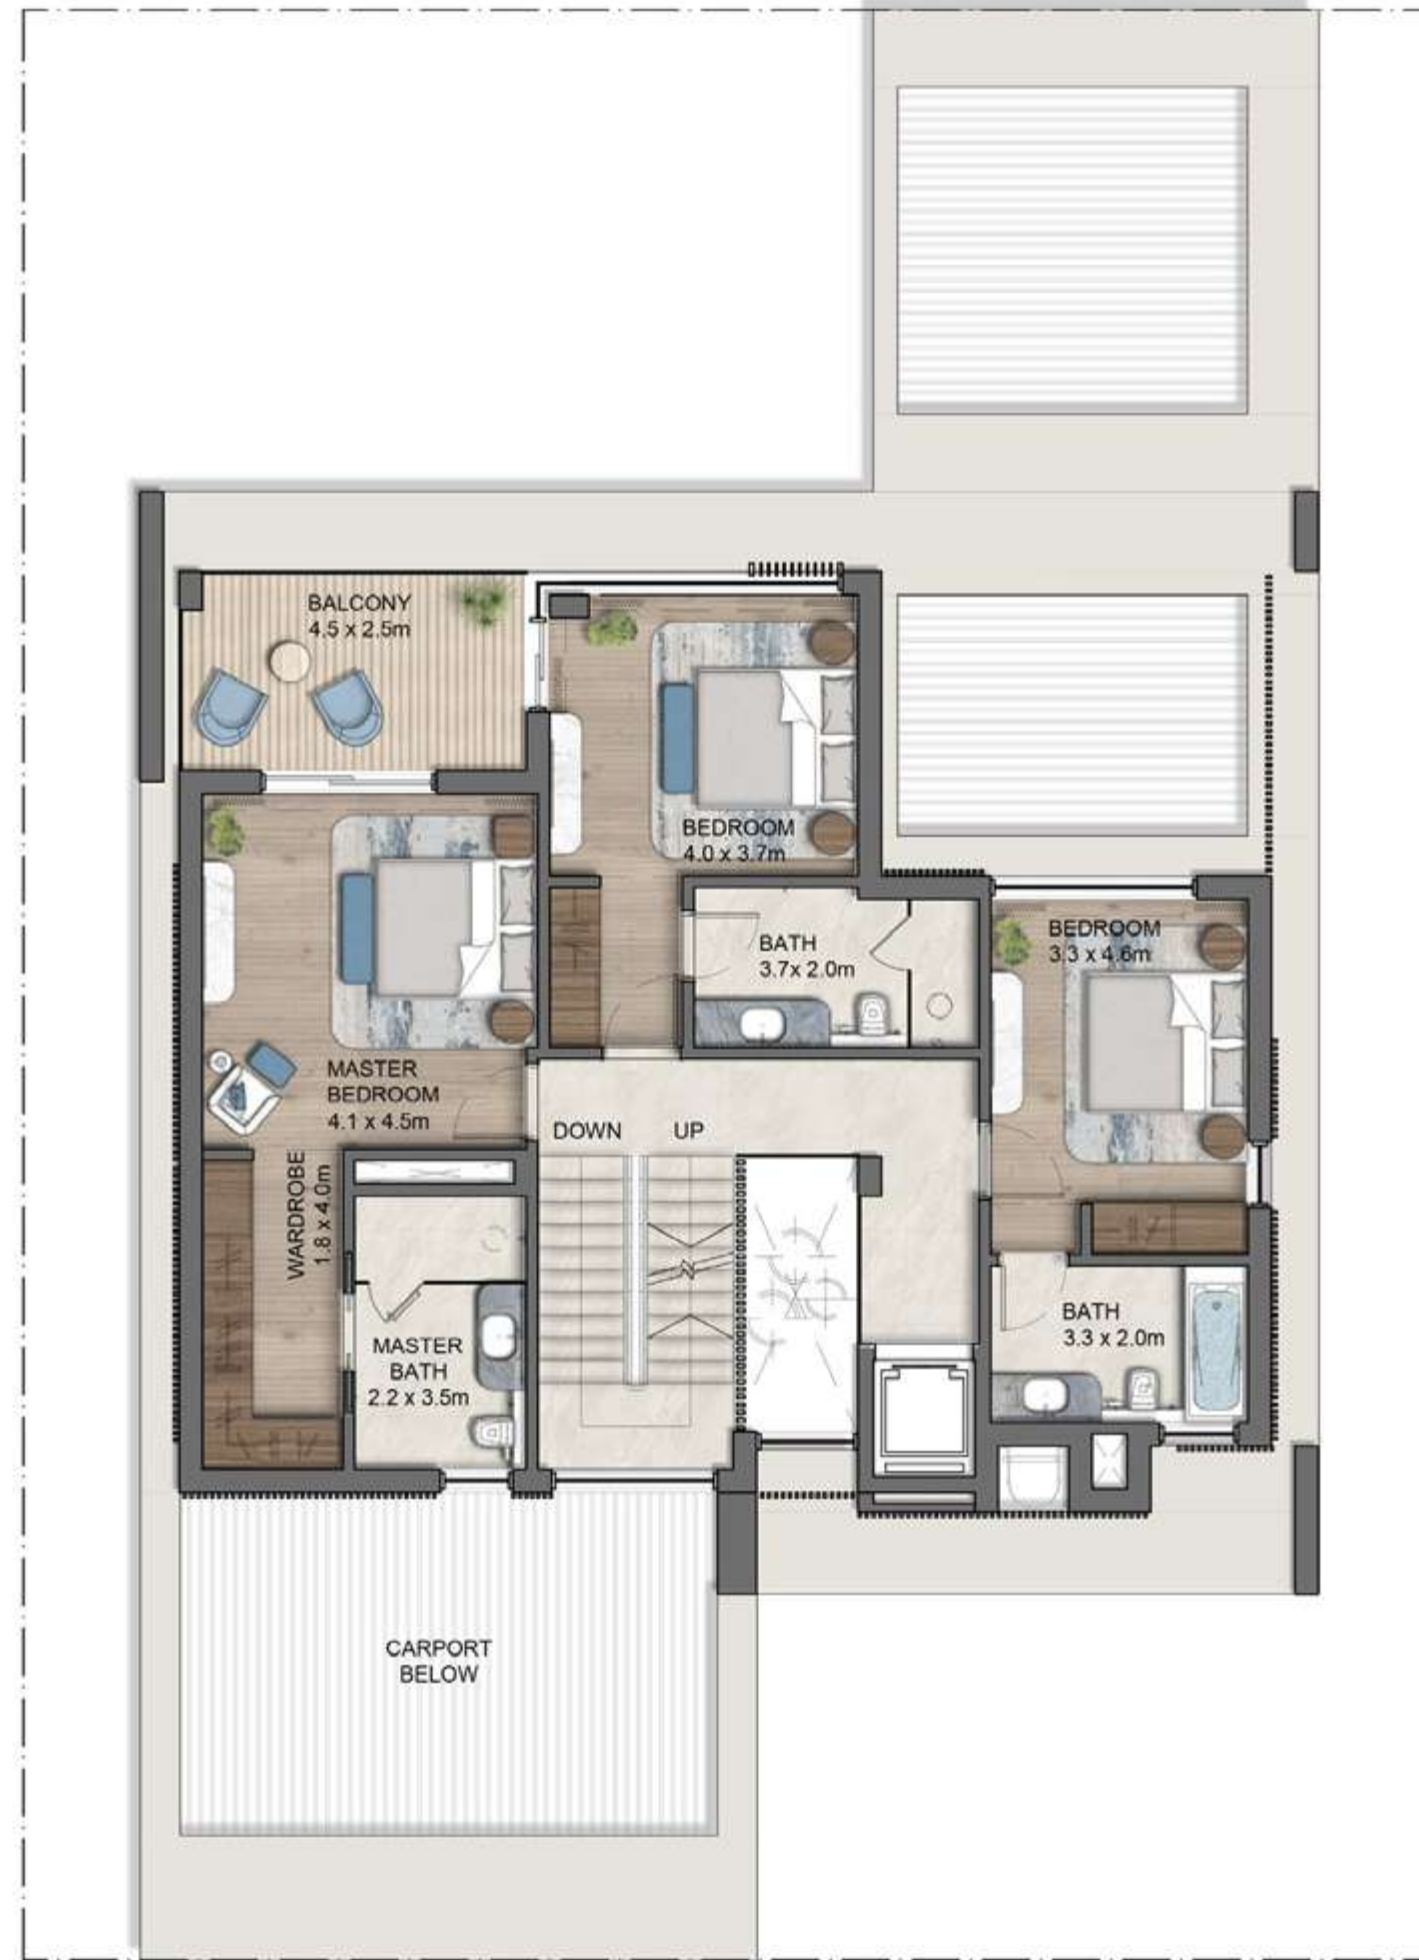 BALCONY
4.5 x 2.5m
BEDROOM
4.0 x 3.7m
BATH
3.7x 2.0m
BEDROOM
3.3 x 4.6m
MASTER
BEDROOM
4.1 x 4.5m
DOWN UP
WARDROBE
1.8 x 4.0m
MASTER
BATH
2.2 x 3.5m
BATH
3.3 x 2.0m
CARPORT
BELOW